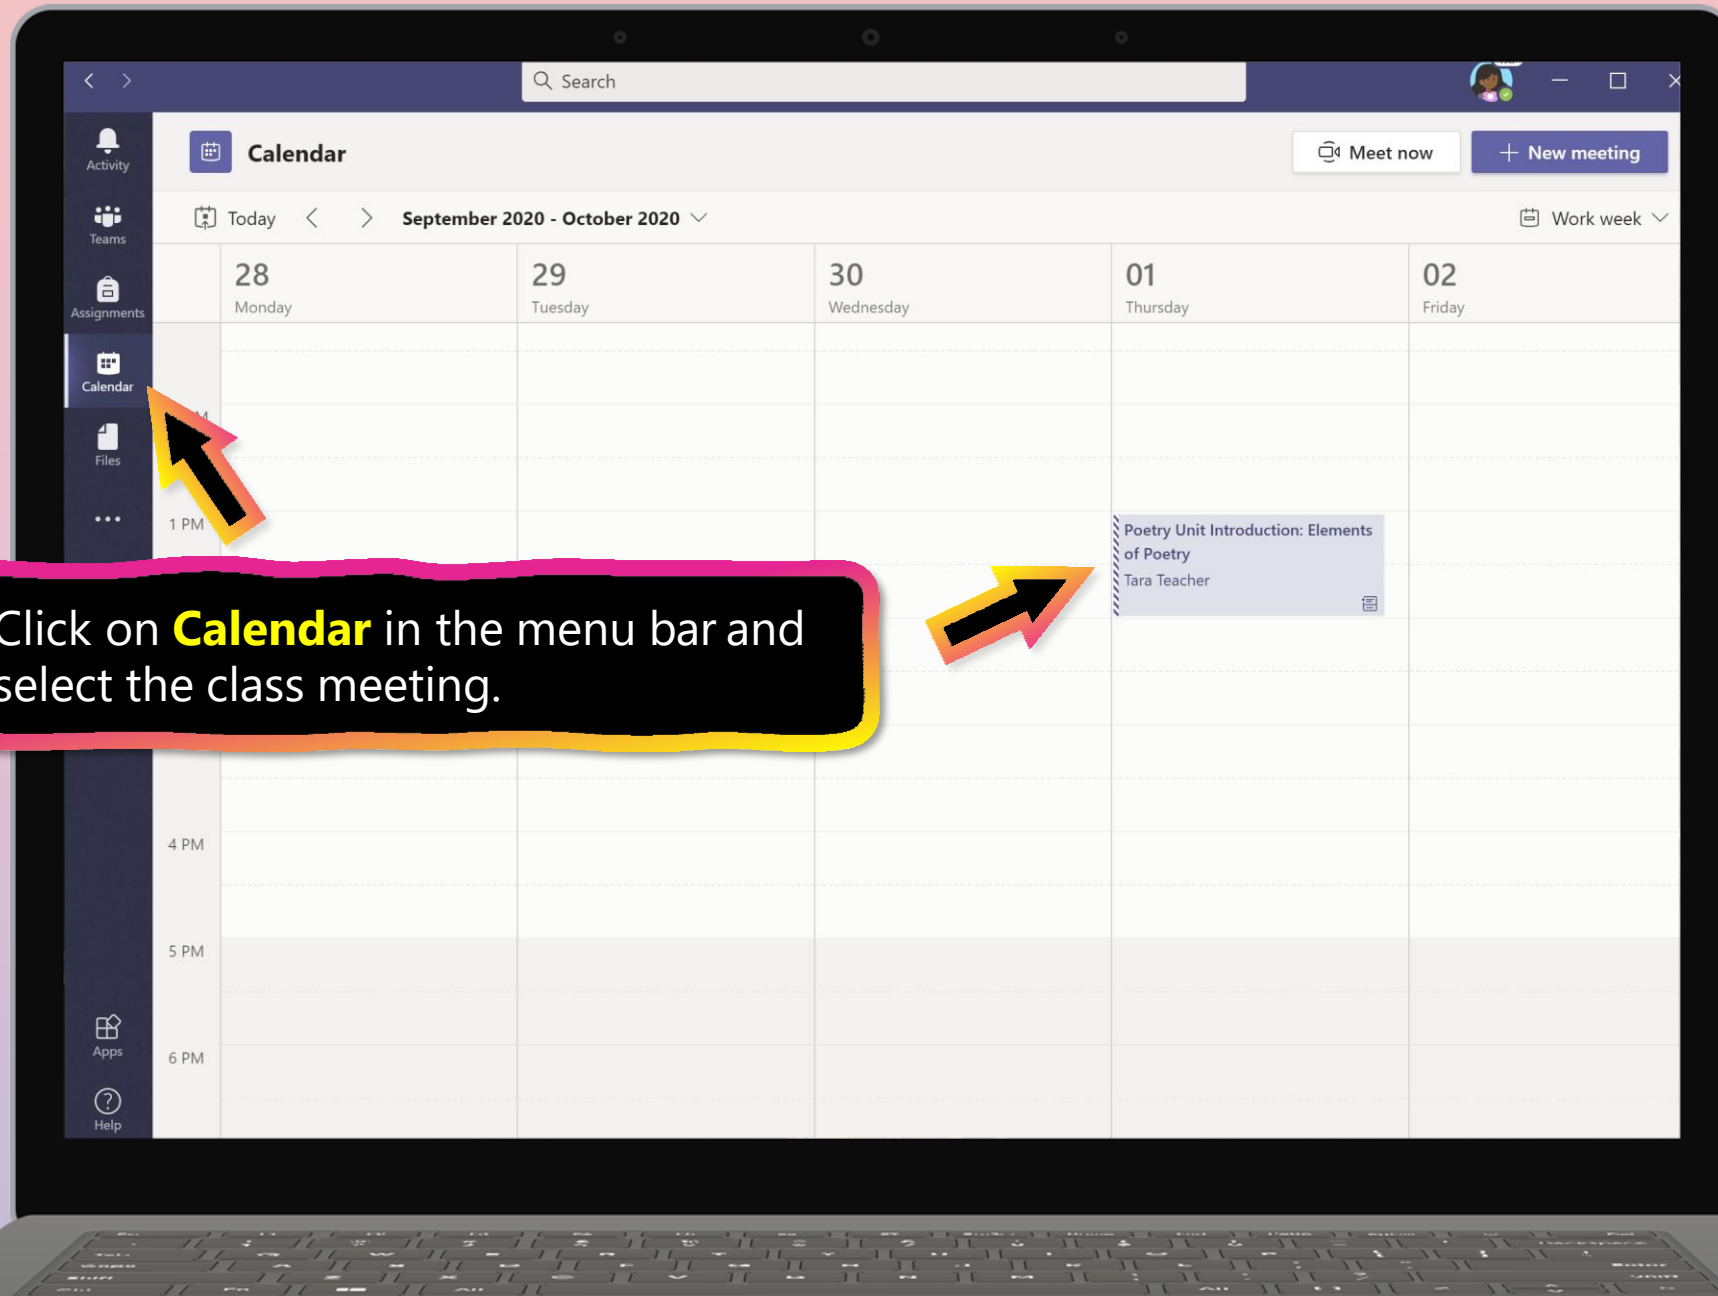 Search
Activity
Calendar
Meet now
New meeting
Teams
Today
September 2020 - October 2020
Work week
28
29
30
01
02
Monday
Tuesday
Wednesday
Thursday
Friday
Assignments
Calendar
Files
1 PM
Poetry Unit Introduction: Elements
of Poetry
Tara Teacher
Click on Calendar in the menu bar and
select the class meeting.
4 PM
5 PM
Apps
6 PM
Help